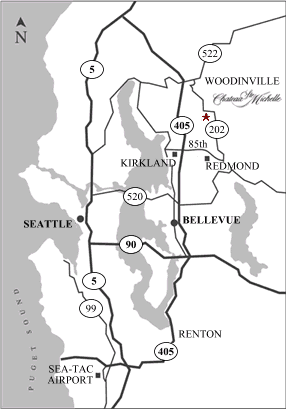 N
522
5
WOODINVILLE
Chateau Ste Michelle
405
202
85th
KIRKLAND
REDMOND
520
SEATTLE
BELLEVUE
90
5
99
PUGET SOUND
RENTON
405
SEA-TAC
AIRPORT